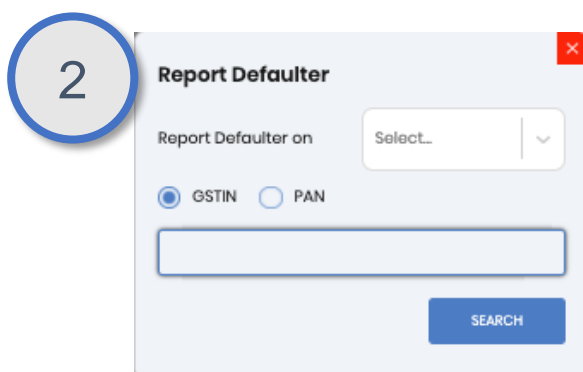 2
Report Defaulter
Report Defaulter on Select...
GSTIN PAN
SEARCH